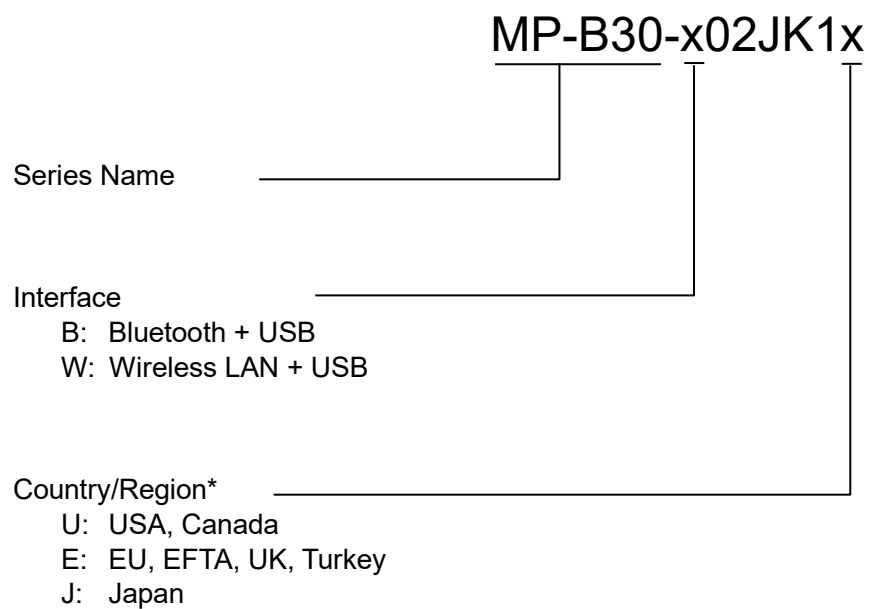 MP-B30-x02JK1x
Series Name
Interface
B: Bluetooth + USB
W: Wireless LAN + USB
Country/Region*
U: USA, Canada
E: EU, EFTA, UK, Turkey
J: Japan